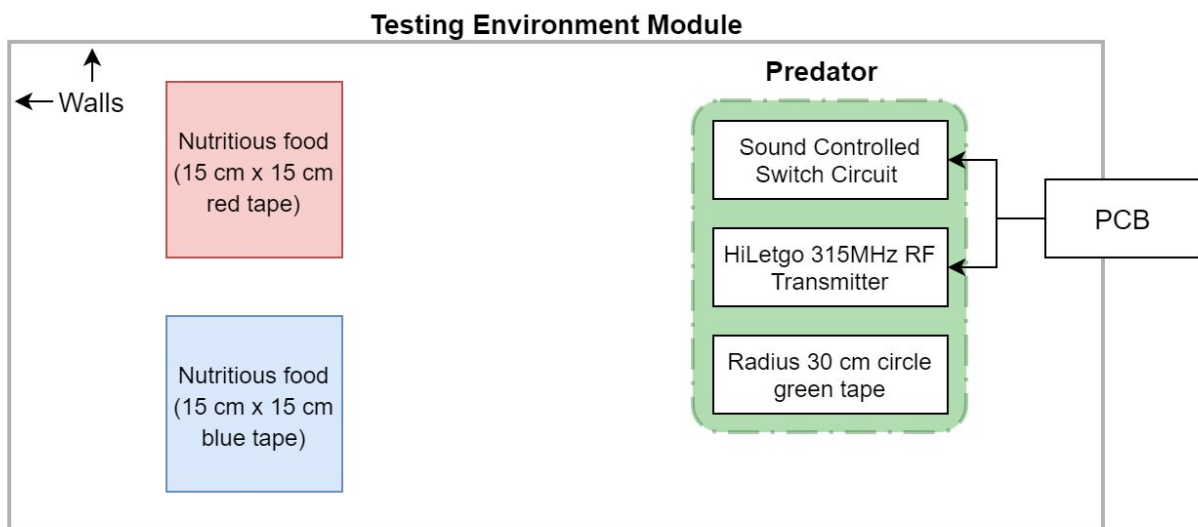 Testing Environment Module
Walls
Nutritious food
(15 cm x 15 cm
red tape)
Nutritious food
(15 cm x 15 cm
blue tape)
Predator
Sound Controlled
Switch Circuit
HiLetgo 315MHz RF
Transmitter
Radius 30 cm circle
green tape
PCB